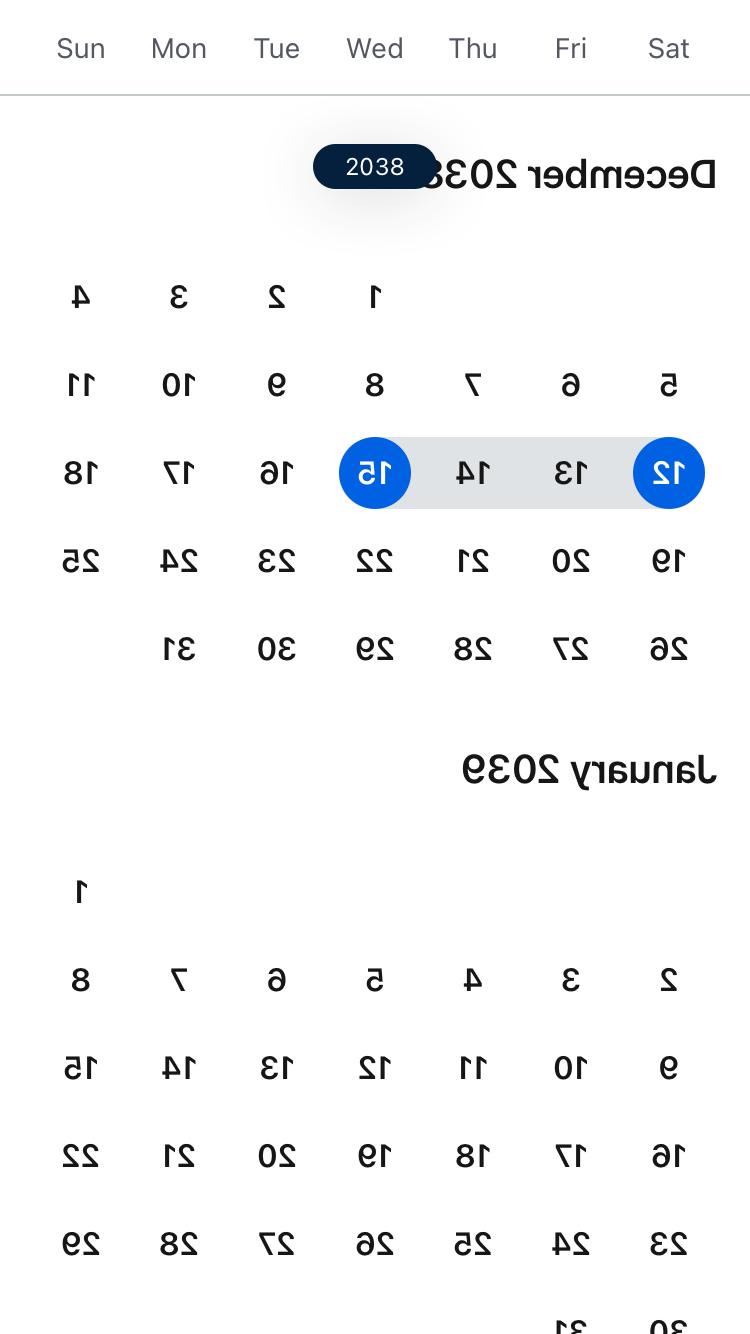 Sun Mon Tue Wed Thu Fri Sat
2038
December 2038
1 2 3 4
5 6 7 8 9 10 11
12 13 14 15 16 17 18
19 20 21 22 23 24 25
26 27 28 29 30 31
January 2039
1
2 3 4 5 6 7 8
9 10 11 12 13 14 15
16 17 18 19 20 21 22
23 24 25 26 27 28 29
30 31